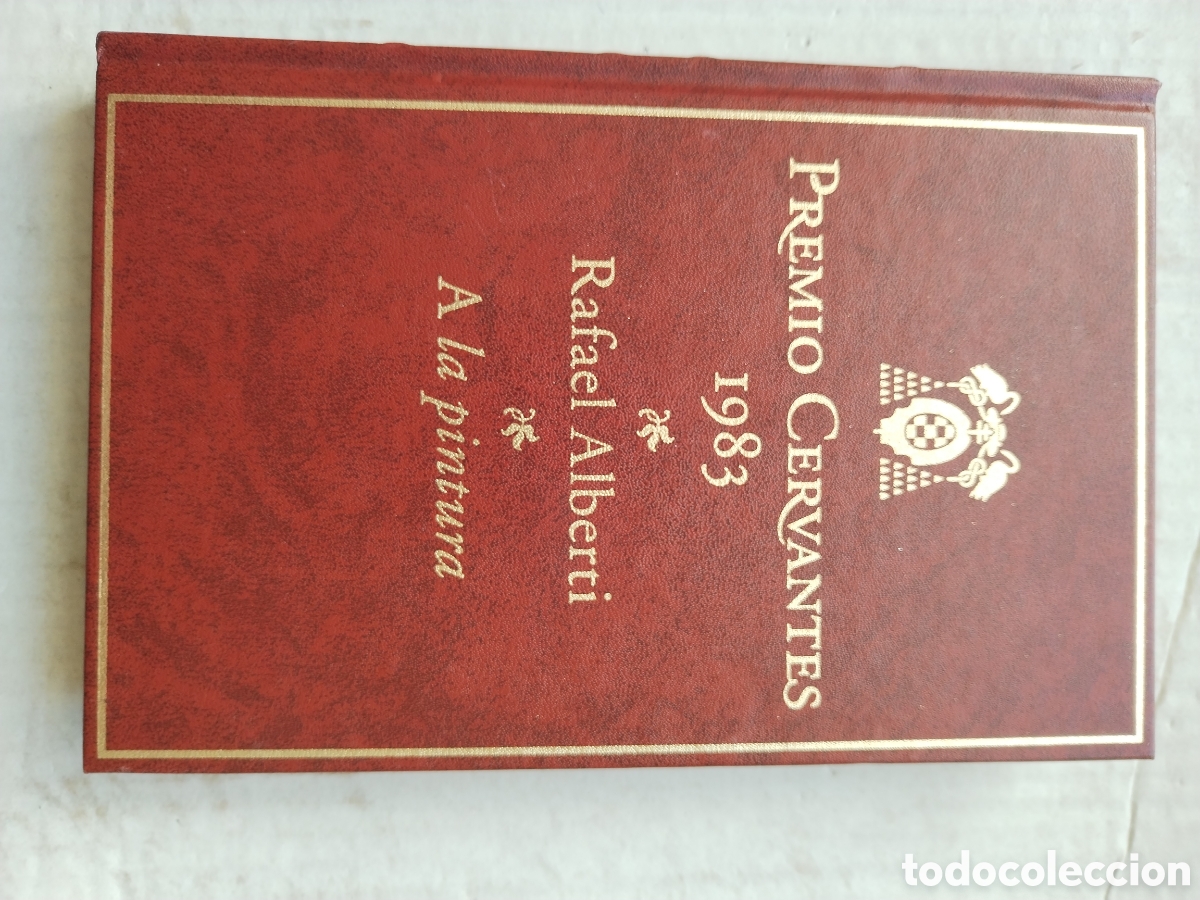 PREMIO CERVANTES
1983
Rafael Alberti
A la pintura
todocoleccion